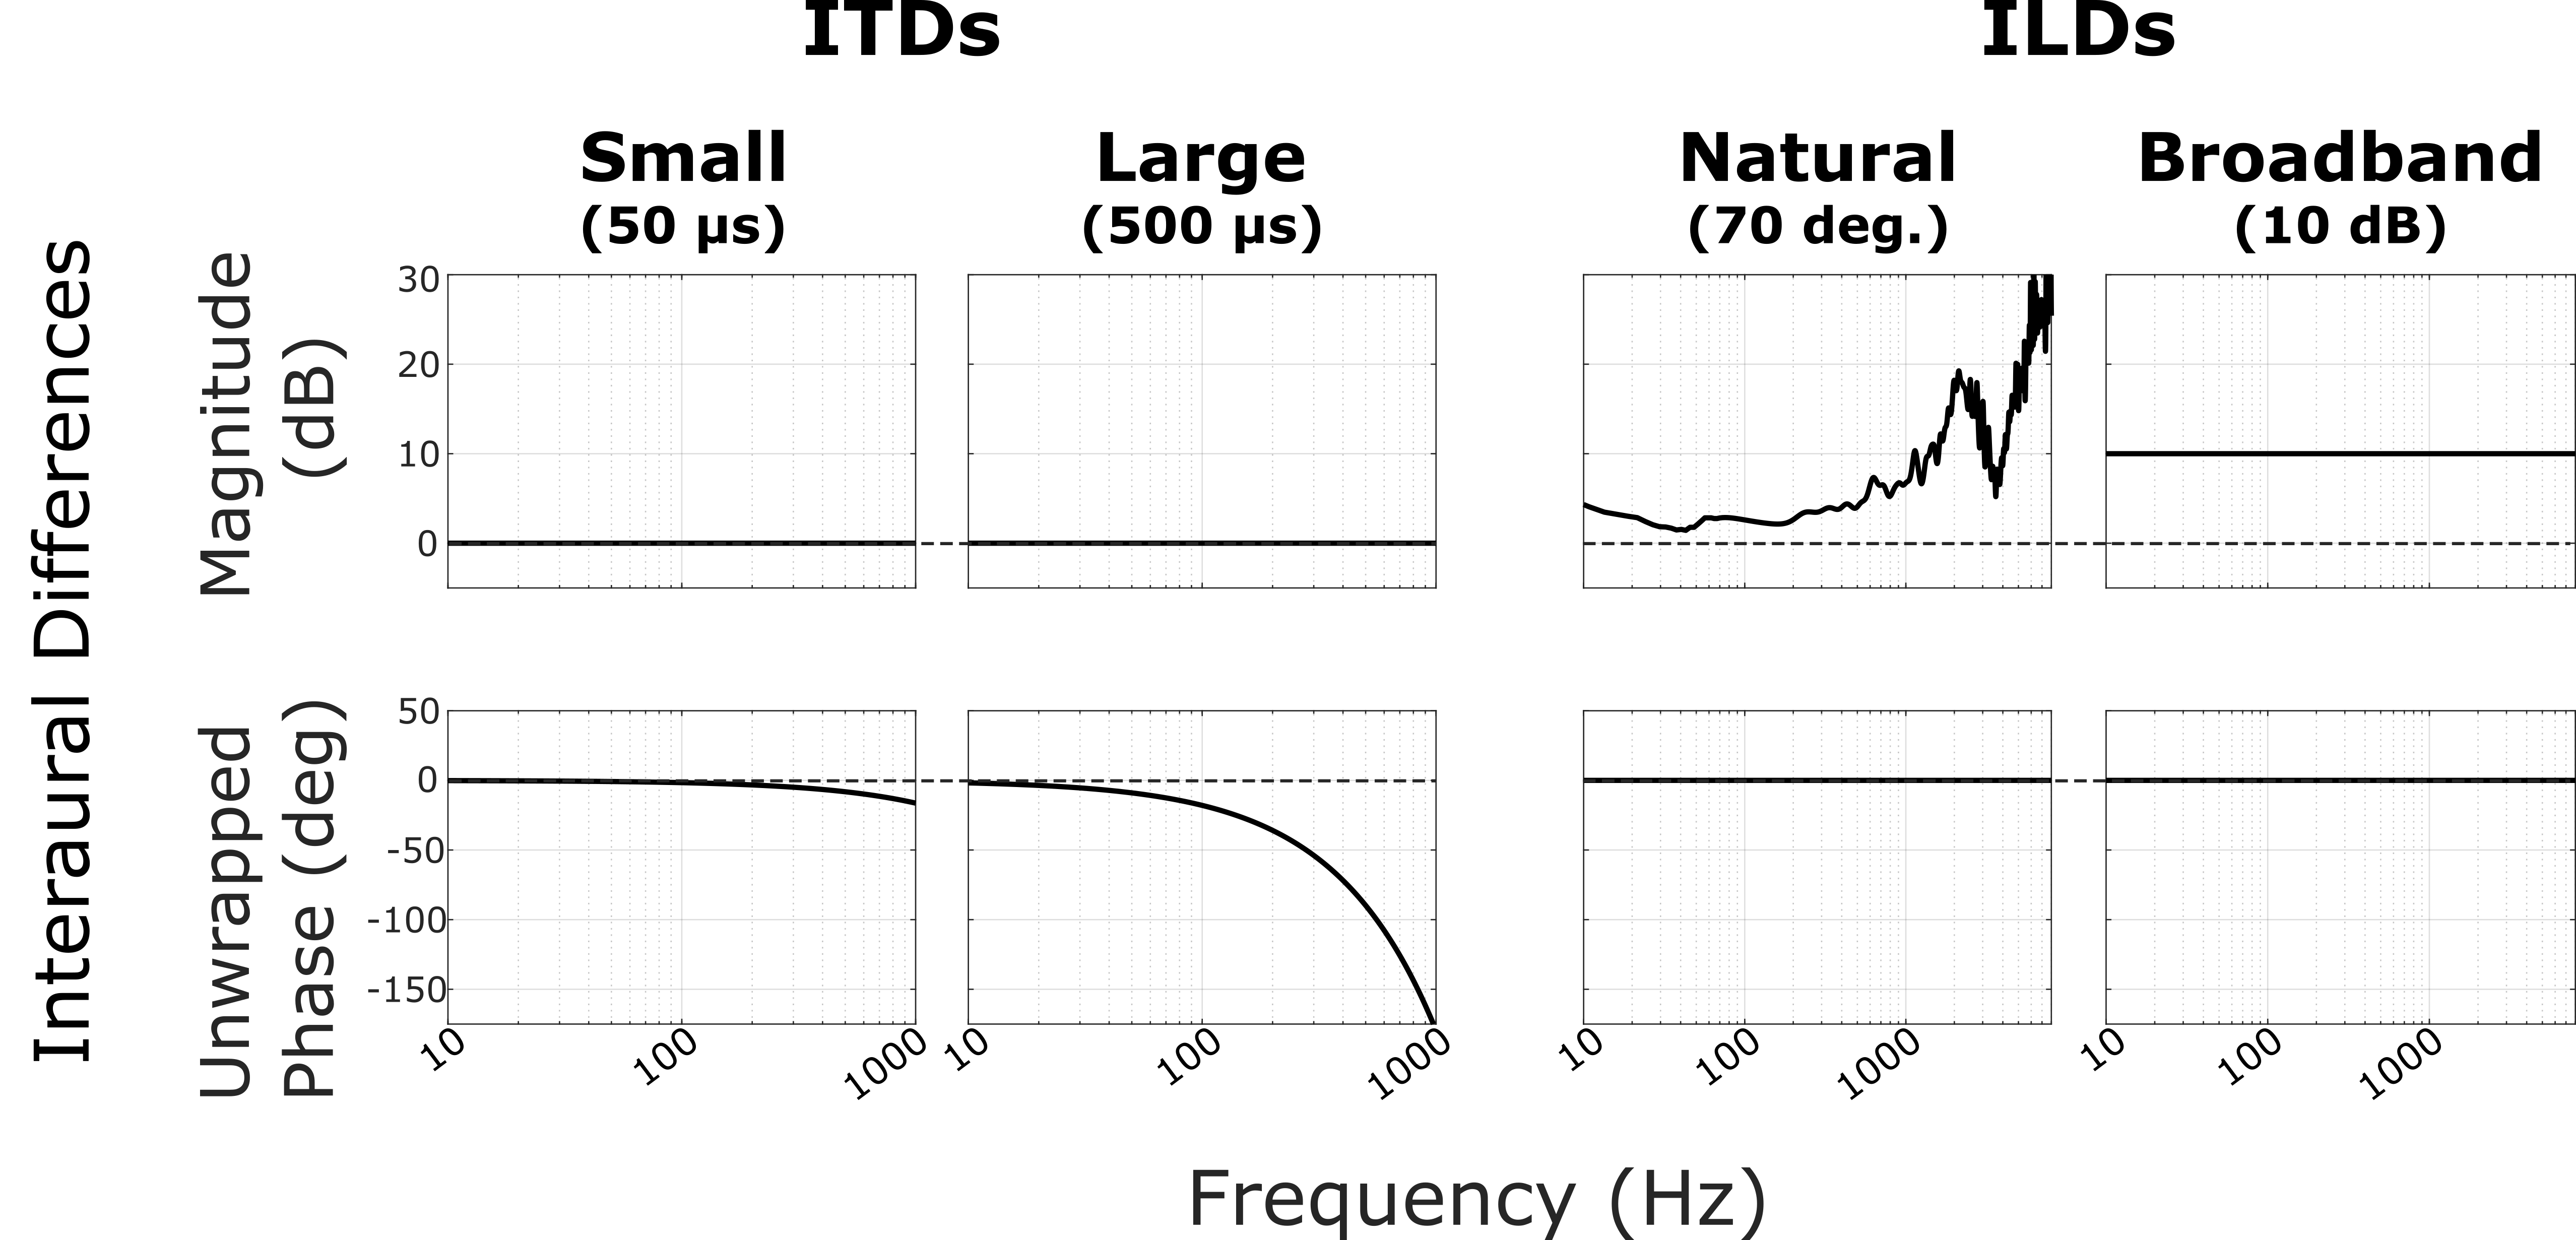 ITDs
ILDs
Small
(50 µs)
Large
(500 µs)
Natural
(70 deg.)
Broadband
(10 dB)
Interaural Differences
Magnitude
(dB)
30
20
10
0
Unwrapped
Phase (deg)
50
0
-50
-100
-150
10
100
1000
10
100
1000
10
100
1000
10
100
1000
Frequency (Hz)